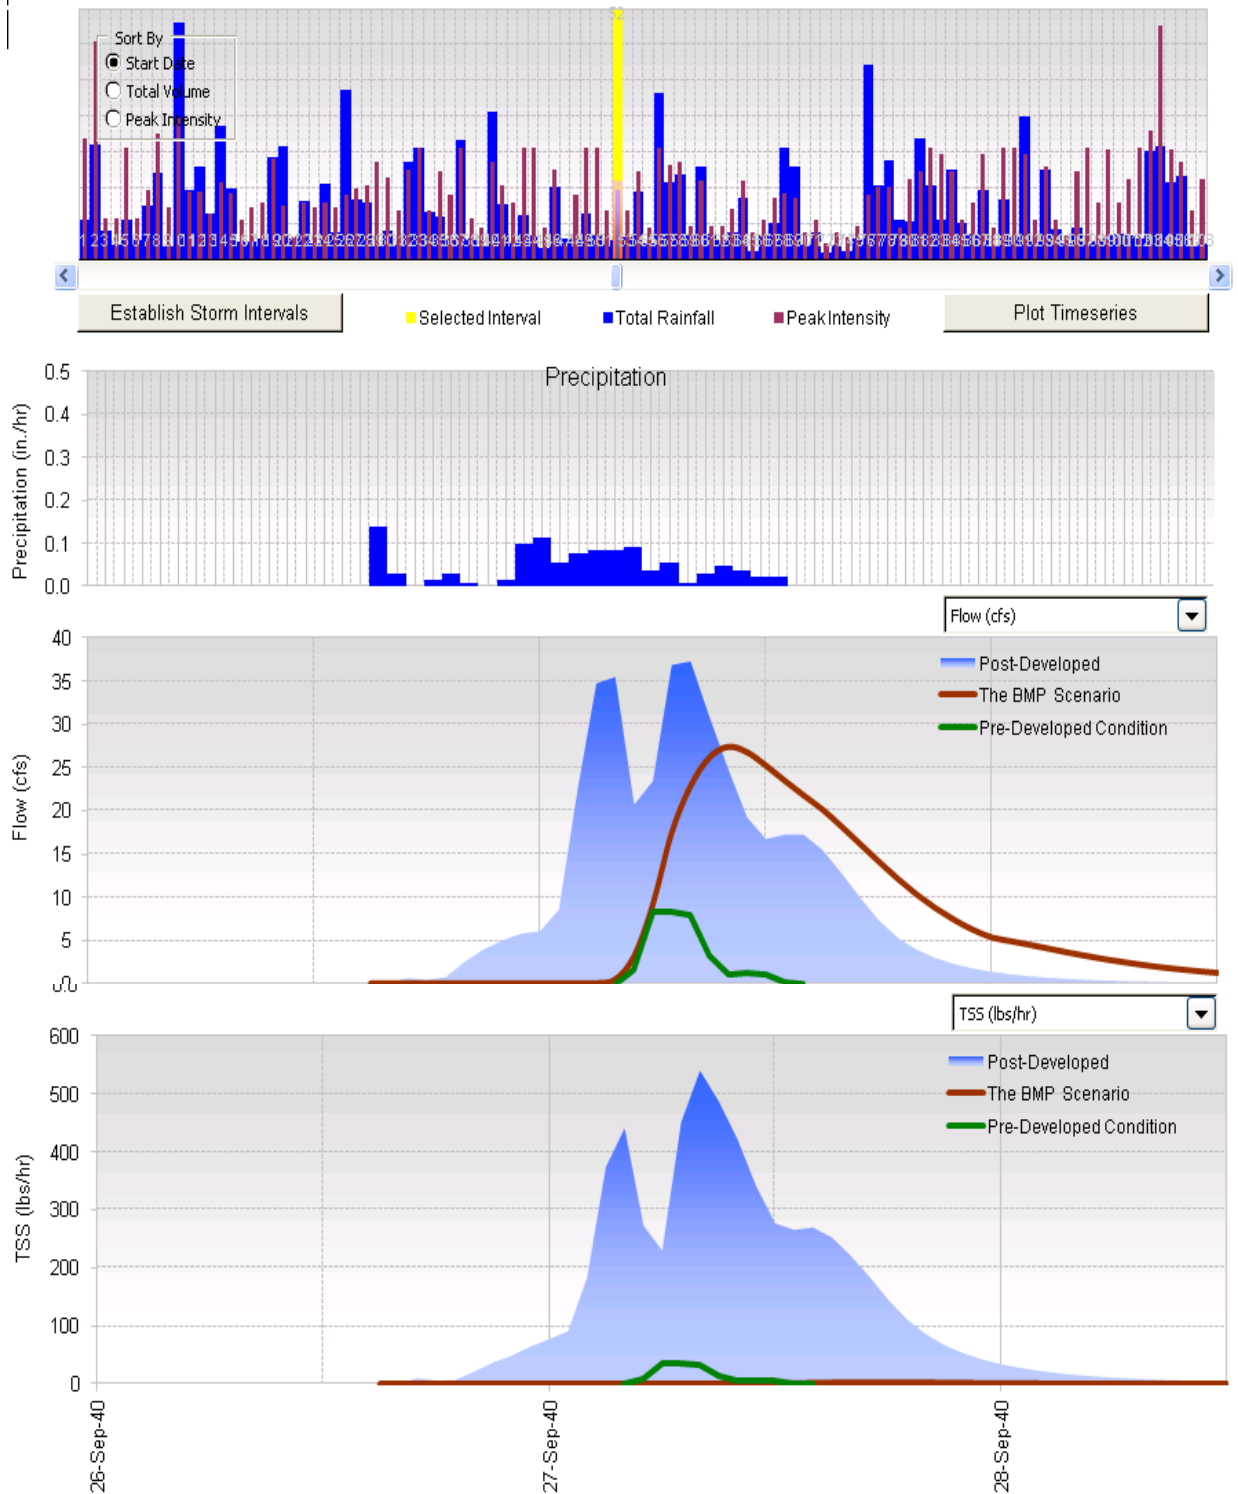 52
Sort By
Start Date
Total Volume
Peak Intensity
Establish Storm Intervals
Selected Interval
Total Rainfall
Peak Intensity
Plot Timeseries
Precipitation
Precipitation (in./hr)
0.5
0.4
0.3
0.2
0.1
0.0
Flow (cfs)
Flow (cfs)
40
35
30
25
20
15
10
5
Post-Developed
The BMP Scenario
Pre-Developed Condition
TSS (lbs/hr)
TSS (lbs/hr)
600
500
400
300
200
100
0
Post-Developed
The BMP Scenario
Pre-Developed Condition
26-Sep-40
27-Sep-40
28-Sep-40